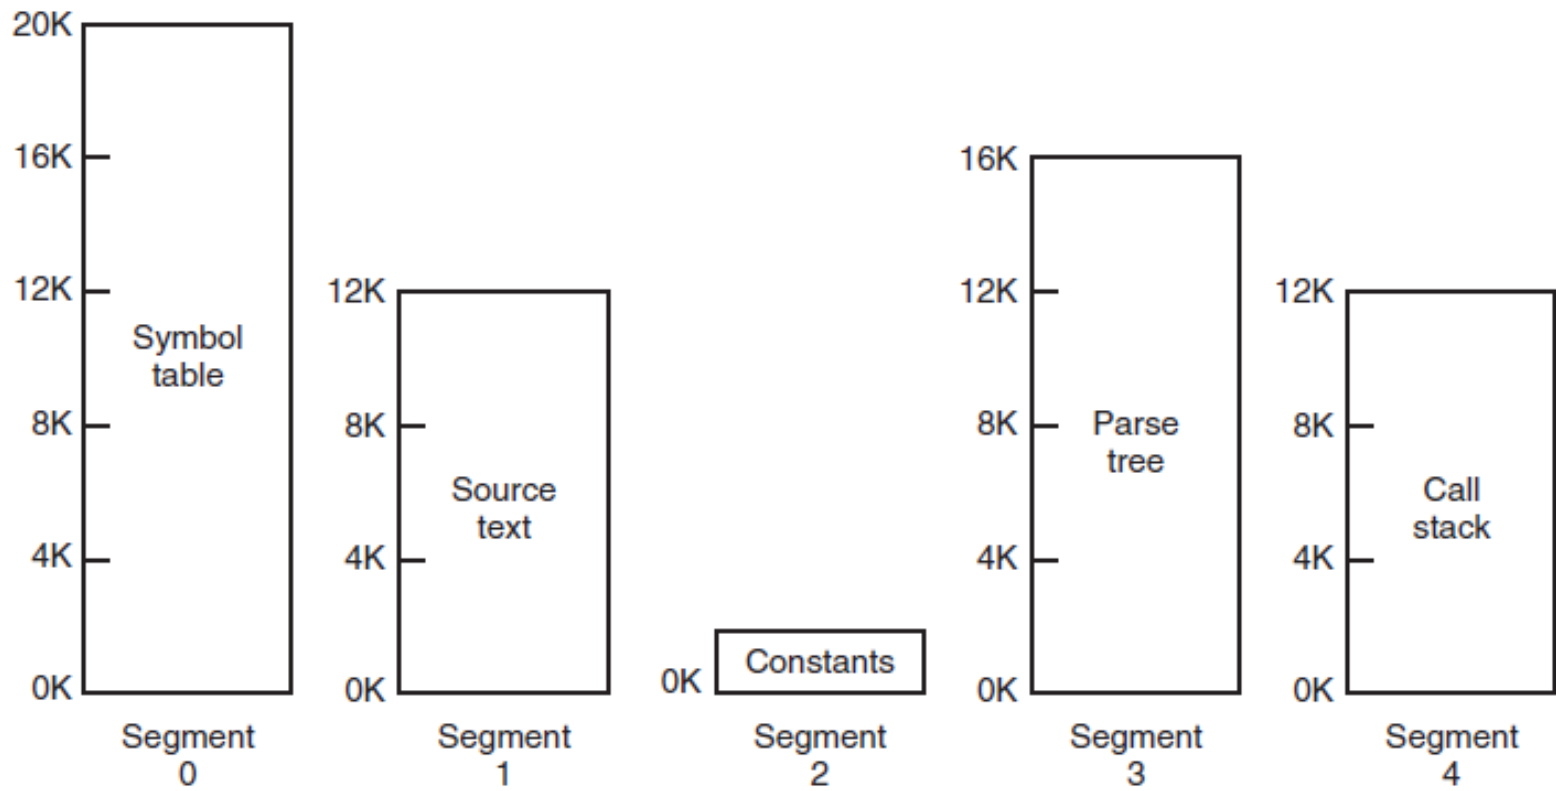 20K
16K
12K
8K
4K
0K
Symbol
table
Segment
0
12K
8K
4K
0K
Source
text
Segment
1
0K
Constants
Segment
2
16K
12K
8K
4K
0K
Parse
tree
Segment
3
12K
8K
4K
0K
Call
stack
Segment
4